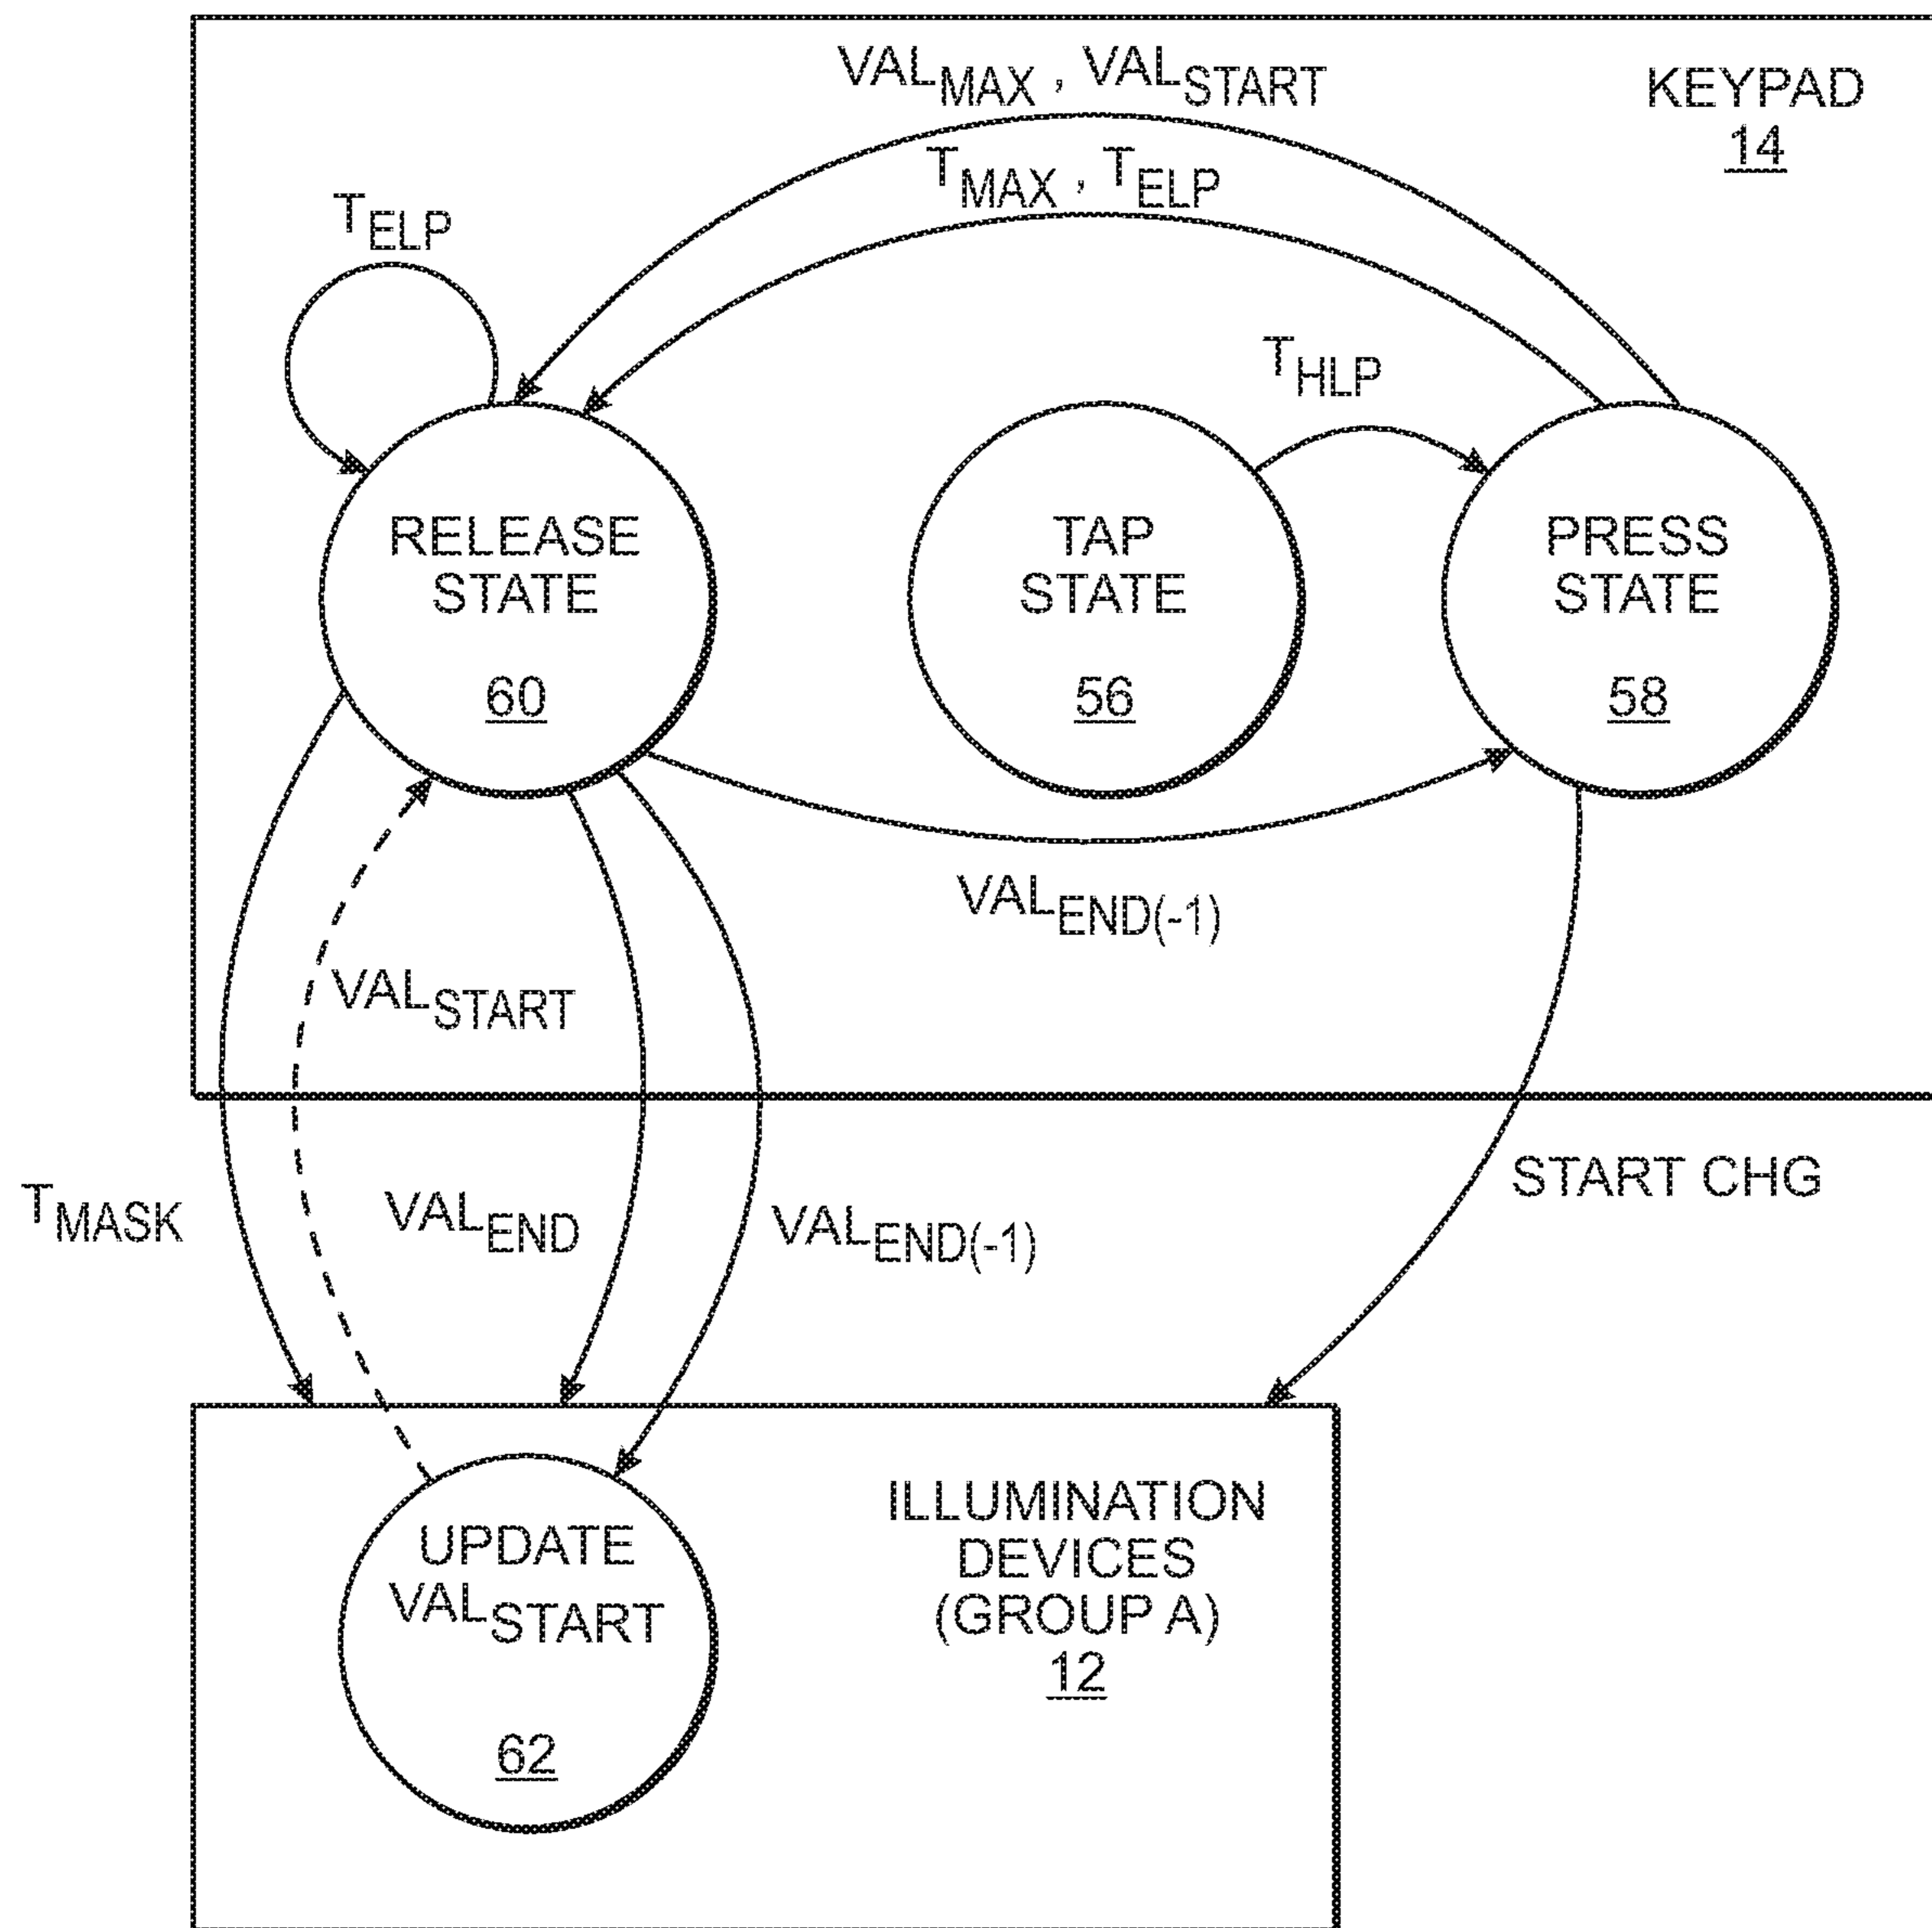 VALMAX , VALSTART
KEYPAD
14
TMAX , TELP
TELP
THLP
RELEASE
STATE
60
TAP
STATE
56
PRESS
STATE
58
VALEND(-1)
VALSTART
TMASK
VALEND
VALEND(-1)
START CHG
UPDATE
VALSTART
62
ILLUMINATION
DEVICES
(GROUP A)
12